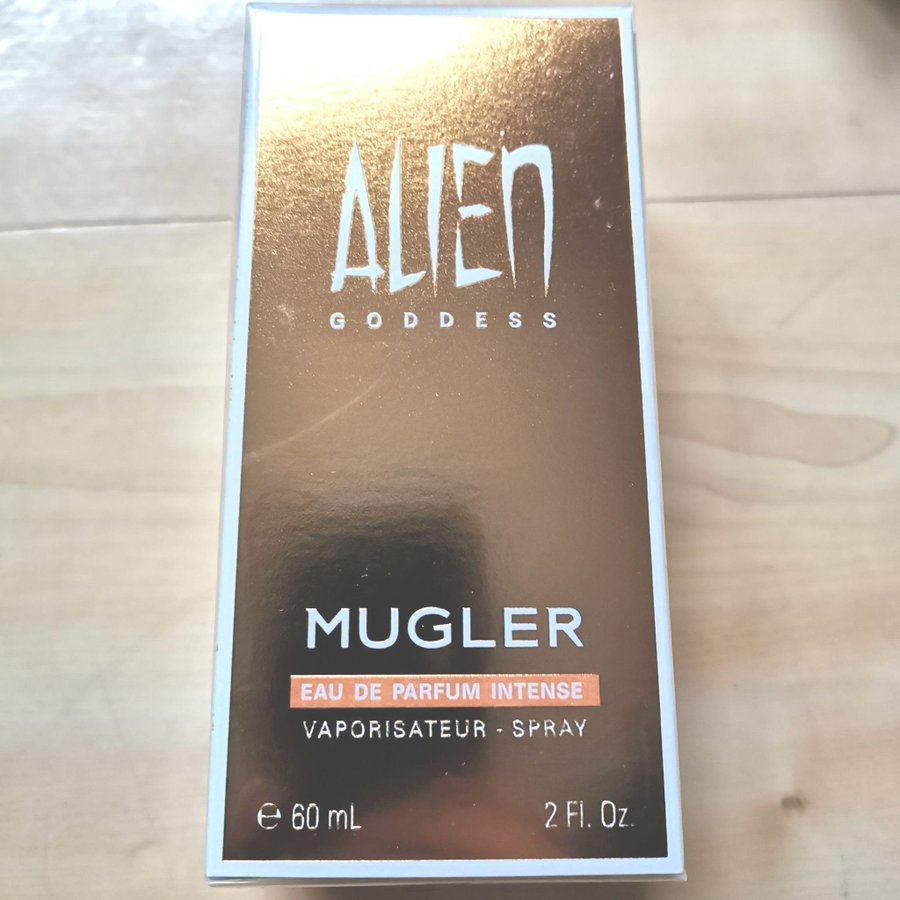 ALIEN
GODDESS
MUGLER
EAU DE PARFUM INTENSE
VAPORISATEUR - SPRAY
℮ 60 mL 2 Fl. Oz.